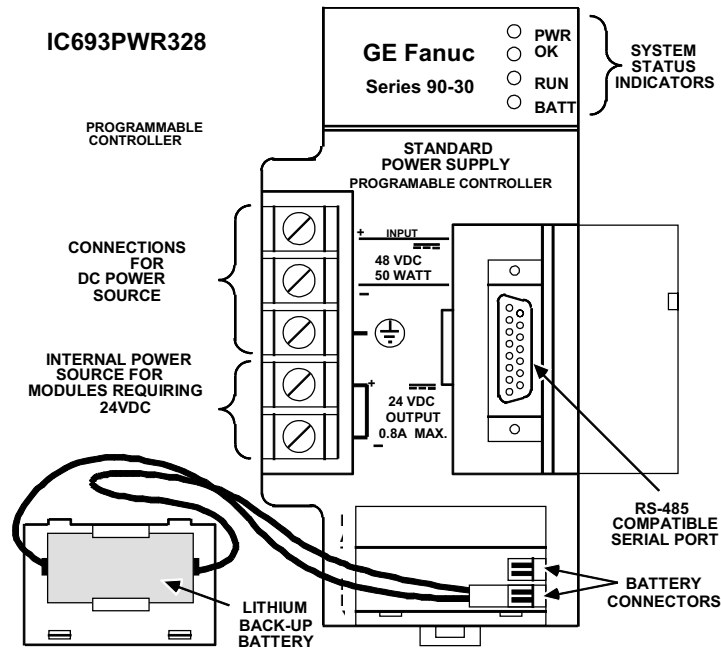 IC693PWR328
GE Fanuc
Series 90-30
PWR
OK
RUN
BATT
SYSTEM
STATUS
INDICATORS
PROGRAMMABLE
CONTROLLER
STANDARD
POWER SUPPLY
PROGRAMABLE CONTROLLER
CONNECTIONS
FOR
DC POWER
SOURCE
+ INPUT
48 VDC
50 WATT
−
INTERNAL POWER
SOURCE FOR
MODULES REQUIRING
24VDC
+
24 VDC
OUTPUT
0.8A MAX.
−
RS-485
COMPATIBLE
SERIAL PORT
LITHIUM
BACK-UP
BATTERY
BATTERY
CONNECTORS